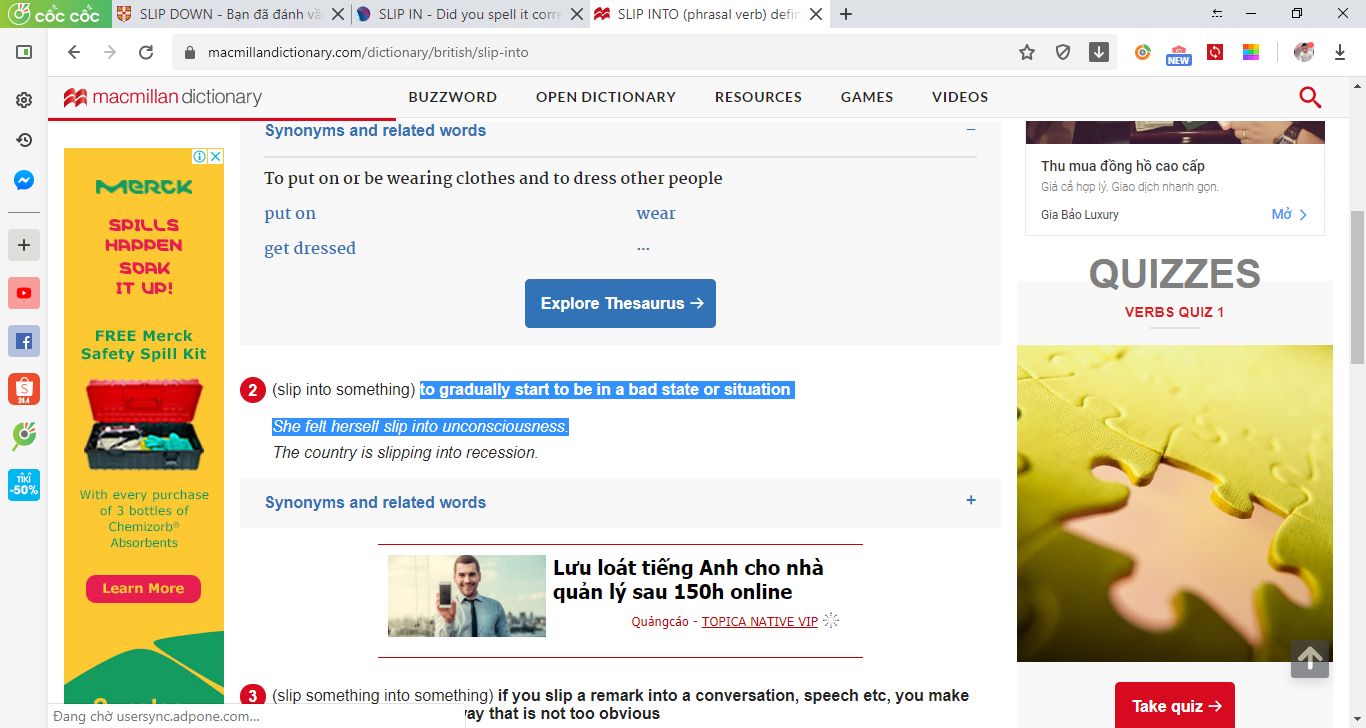 cốc cốc
SLIP DOWN - Bạn đã đánh vầ
SLIP IN - Did you spell it corre
SLIP INTO (phrasal verb) defin
macmillandictionary.com/dictionary/british/slip-into
NEW
macmillan dictionary
BUZZWORD
OPEN DICTIONARY
RESOURCES
GAMES
VIDEOS
24.4
TIKI
-50%
MERCK
SPILLS
HAPPEN
SOAK
IT UP!
FREE Merck
Safety Spill Kit
With every purchase
of 3 bottles of
Chemizorb®
Absorbents
Learn More
Synonyms and related words
To put on or be wearing clothes and to dress other people
put on
wear
get dressed
...
Explore Thesaurus →
2 (slip into something) to gradually start to be in a bad state or situation
She felt herself slip into unconsciousness.
The country is slipping into recession.
Synonyms and related words
Lưu loát tiếng Anh cho nhà
quản lý sau 150h online
Quảngcáo - TOPICA NATIVE VIP
3 (slip something into something) if you slip a remark into a conversation, speech etc, you make
way that is not too obvious
Đang chờ usersync.adpone.com...
Thu mua đồng hồ cao cấp
Giá cả hợp lý. Giao dịch nhanh gọn.
Gia Bảo Luxury
Mở
QUIZZES
VERBS QUIZ 1
Take quiz →